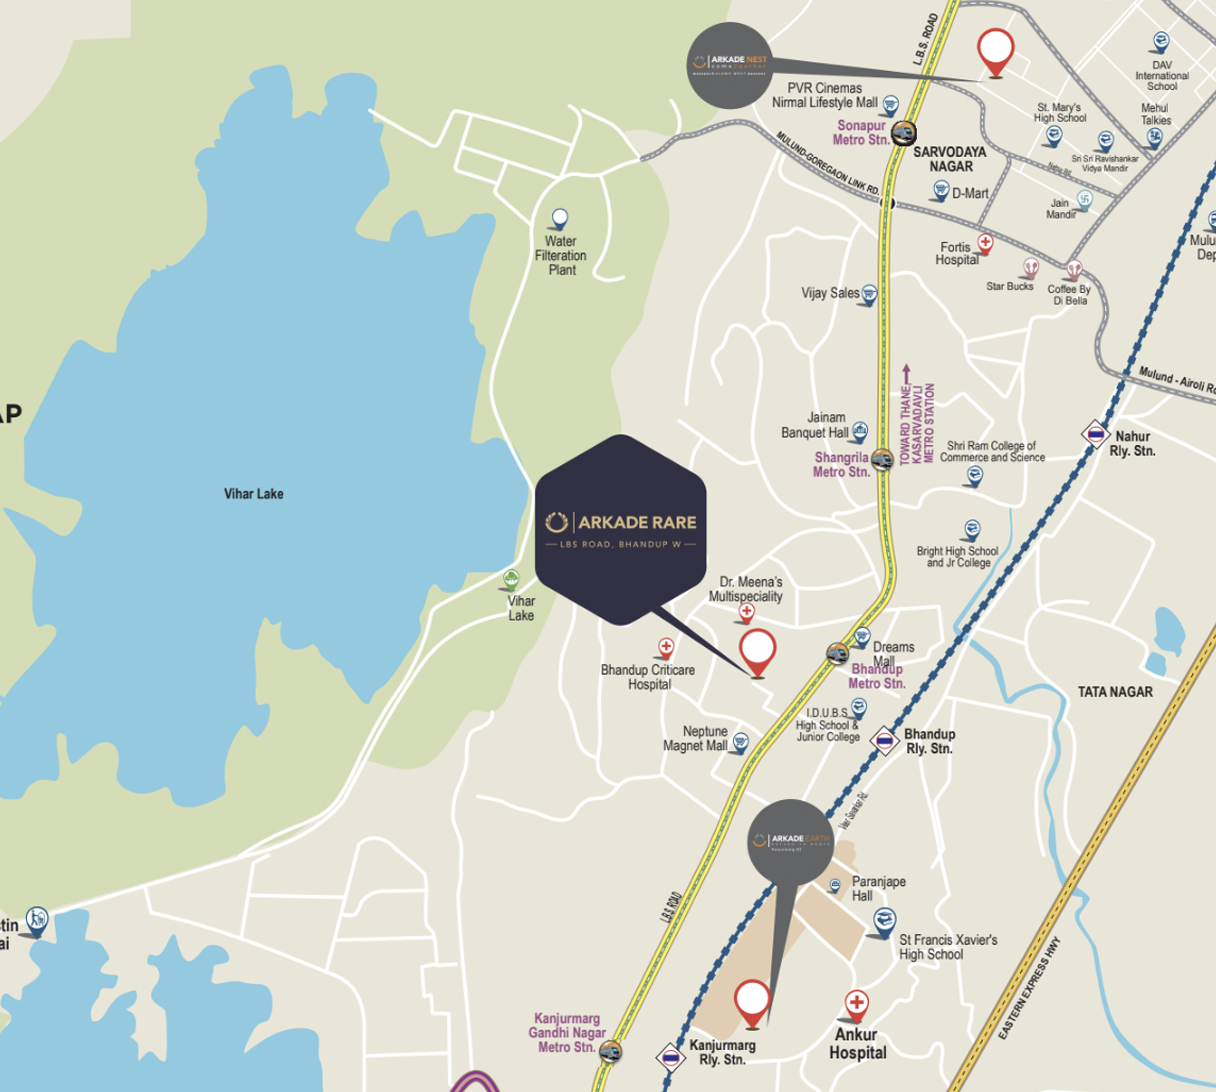 ARKADE NEST
L.B.S. ROAD
PVR Cinemas
Nirmal Lifestyle Mall
Sonapur
Metro Stn.
DAV
International
School
St. Mary's
High School
Mehul
Talkies
Sri Sri Ravishankar
Vidya Mandir
MULUND-GOREGAON LINK RD.
SARVODAYA
NAGAR
D-Mart
Jain
Mandir
Water
Filteration
Plant
Fortis
Hospital
Star Bucks
Coffee By
Di Bella
Mulu
Dep
Vijay Sales
Mulund - Airoli Ro
AP
Jainam
Banquet Hall
Shangrila
Metro Stn.
TOWARD THANE,
KASARVADAVLI
METRO STATION
Shri Ram College of
Commerce and Science
Nahur
Rly. Stn.
Vihar Lake
ARKADE RARE
LBS ROAD, BHANDUP W
Bright High School
and Jr College
Vihar
Lake
Dr. Meena's
Multispeciality
Bhandup Criticare
Hospital
Dreams
Mall
Bhandup
Metro Stn.
TATA NAGAR
I.D.U.B.S.
High School &
Junior College
Neptune
Magnet Mall
Bhandup
Rly. Stn.
ARKADE EARTH
Paranjape
Hall
L.B.S ROAD
tin
ai
St Francis Xavier's
High School
EASTERN EXPRESS HWY
Kanjurmarg
Gandhi Nagar
Metro Stn.
Kanjurmarg
Rly. Stn.
Ankur
Hospital